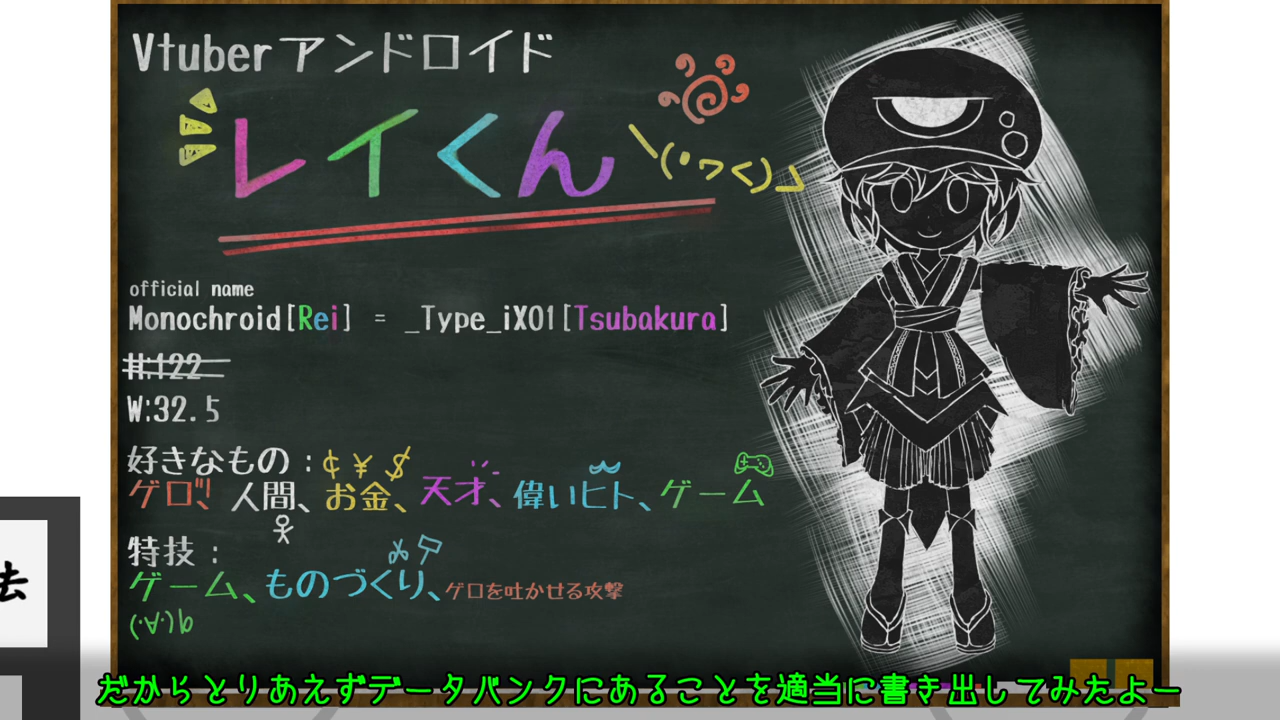 Vtuberアンドロイド
レイくん \(・ヮく)
official name
Monochroid[Rei] = _Type_iX01[Tsubakura]
H:122
W:32.5
好きなもの:¢ ¥ $
ゲロ!、人間、お金、天才、偉いヒト、ゲーム
特技:
ゲーム、ものづくり、ゲロを吐かせる攻撃
(・∀・)b
法
だからとりあえずデータバンクにあることを適当に書き出してみたよー